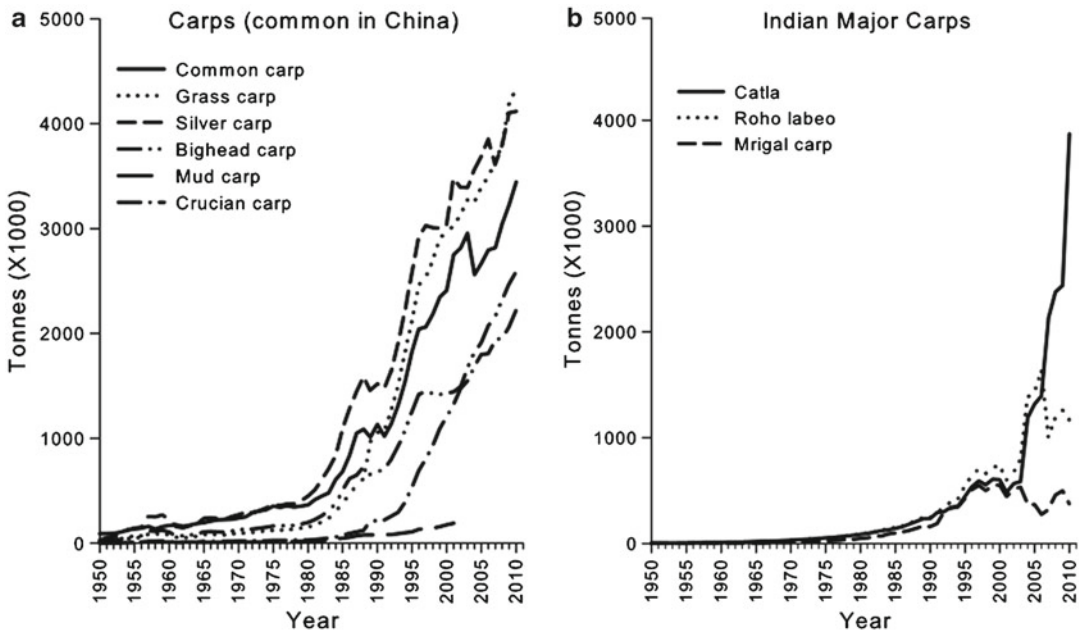 a Carps (common in China)
5000
4000
3000
2000
1000
0
Tonnes (X1000)
Common carp
Grass carp
Silver carp
Bighead carp
Mud carp
Crucian carp
1950 1955 1960 1965 1970 1975 1980 1985 1990 1995 2000 2005 2010
Year
b Indian Major Carps
5000
4000
3000
2000
1000
0
Tonnes (X1000)
Catla
Roho labeo
Mrigal carp
1950 1955 1960 1965 1970 1975 1980 1985 1990 1995 2000 2005 2010
Year